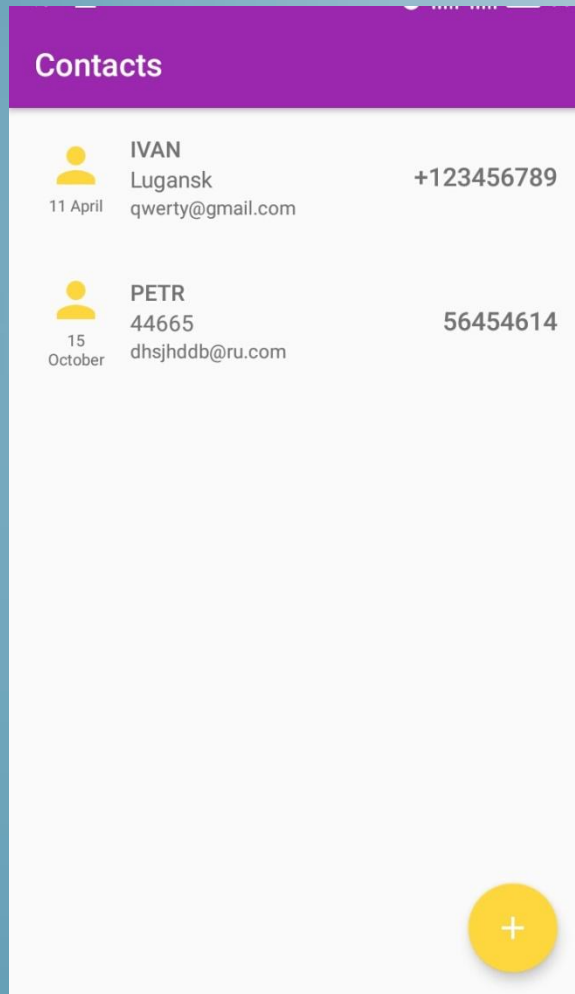 Contacts
IVAN
Lugansk
+123456789
11 April
qwerty@gmail.com
PETR
44665
56454614
15
October
dhsjhddb@ru.com
+